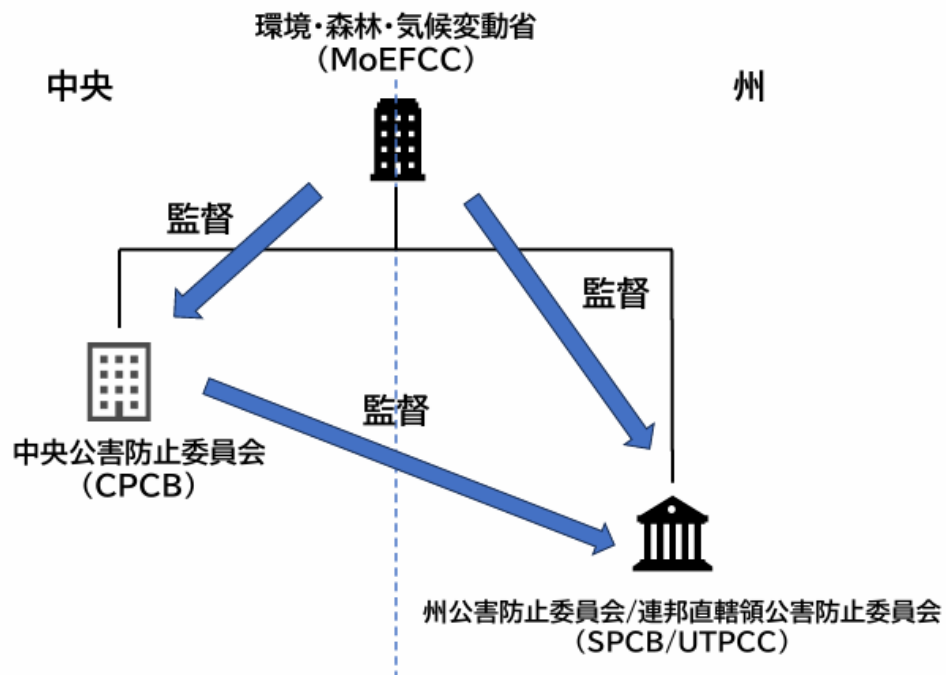 環境・森林・気候変動省
（MoEFCC）
中央
州
監督
監督
監督
中央公害防止委員会
（CPCB）
州公害防止委員会/連邦直轄領公害防止委員会
（SPCB/UTPCC）